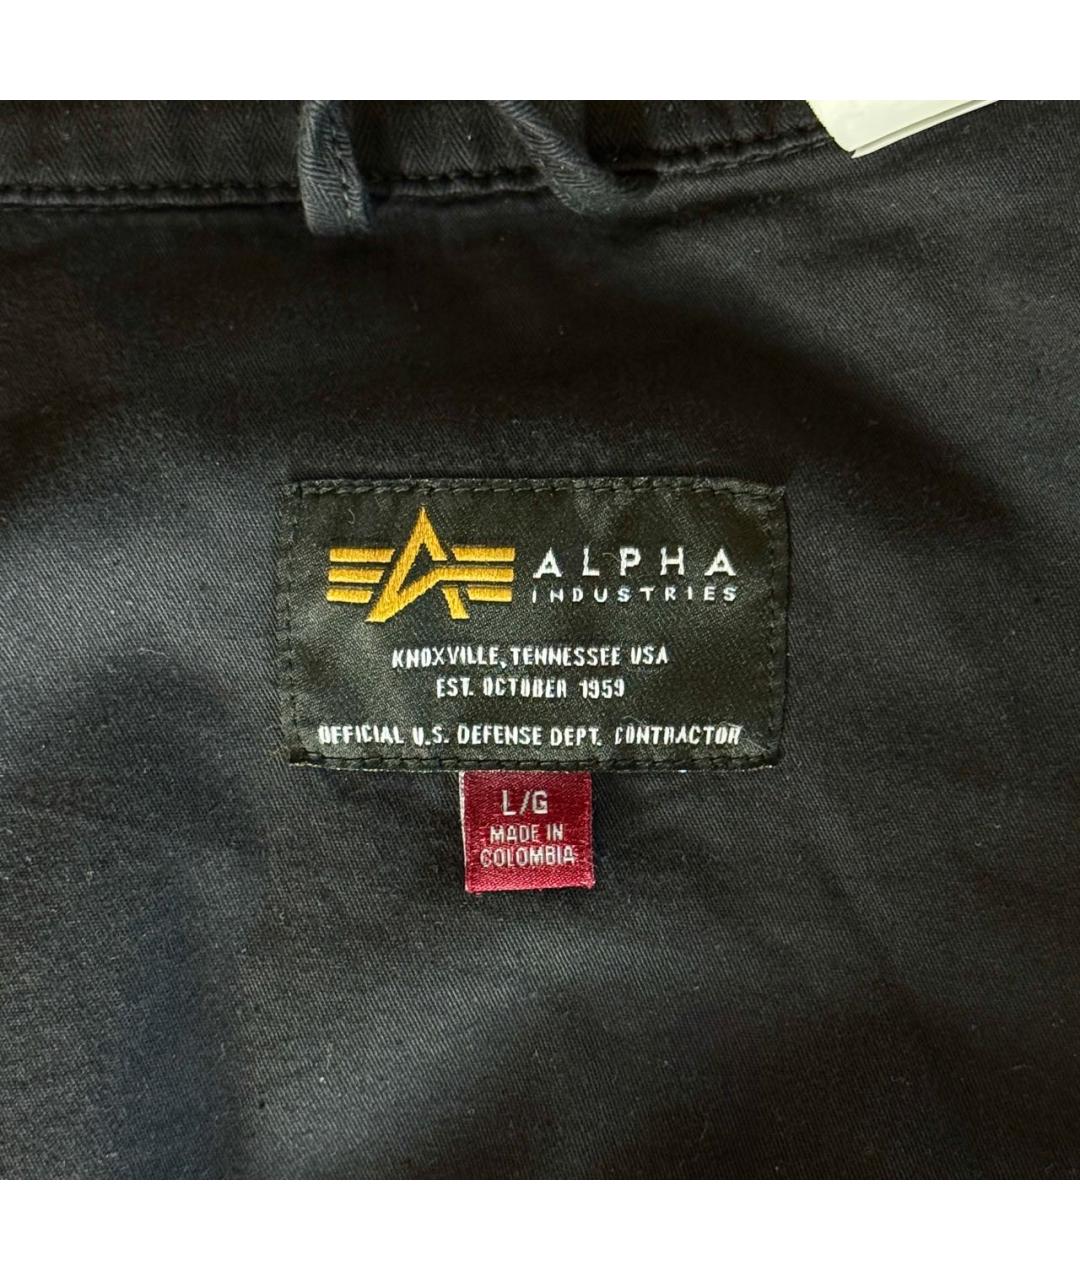 ALPHA
INDUSTRIES
KNOXVILLE, TENNESSEE USA
EST. OCTOBER 1959
OFFICIAL U.S. DEFENSE DEPT. CONTRACTOR
L/G
MADE IN
COLOMBIA